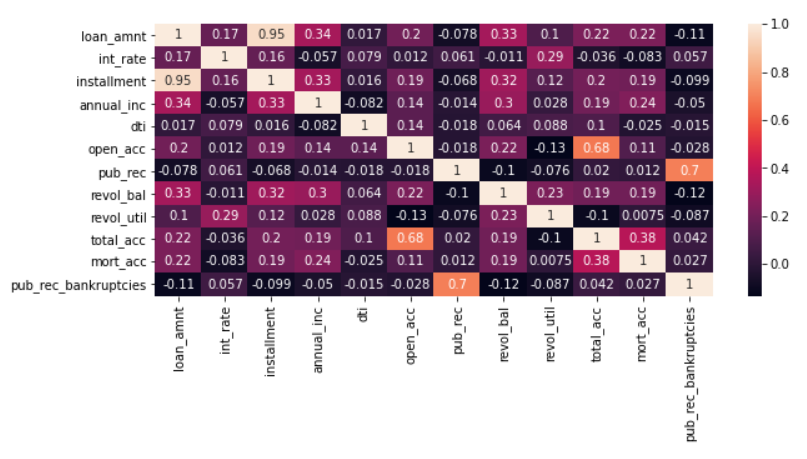 loan_amnt 1 0.17 0.95 0.34 0.017 0.2 -0.078 0.33 0.1 0.22 0.22 -0.11
int_rate 0.17 1 0.16 -0.057 0.079 0.012 0.061 -0.011 0.29 -0.036 -0.083 0.057
installment 0.95 0.16 1 0.33 0.016 0.19 -0.068 0.32 0.12 0.2 0.19 -0.099
annual_inc 0.34 -0.057 0.33 1 -0.082 0.14 -0.014 0.3 0.028 0.19 0.24 -0.05
dti 0.017 0.079 0.016 -0.082 1 0.14 -0.018 0.064 0.088 0.1 -0.025 -0.015
open_acc 0.2 0.012 0.19 0.14 0.14 1 -0.018 0.22 -0.13 0.68 0.11 -0.028
pub_rec -0.078 0.061 -0.068 -0.014 -0.018 -0.018 1 -0.1 -0.076 0.02 0.012 0.7
revol_bal 0.33 -0.011 0.32 0.3 0.064 0.22 -0.1 1 0.23 0.19 0.19 -0.12
revol_util 0.1 0.29 0.12 0.028 0.088 -0.13 -0.076 0.23 1 -0.1 0.0075 -0.087
total_acc 0.22 -0.036 0.2 0.19 0.1 0.68 0.02 0.19 -0.1 1 0.38 0.042
mort_acc 0.22 -0.083 0.19 0.24 -0.025 0.11 0.012 0.19 0.0075 0.38 1 0.027
pub_rec_bankruptcies -0.11 0.057 -0.099 -0.05 -0.015 -0.028 0.7 -0.12 -0.087 0.042 0.027 1
loan_amnt
int_rate
installment
annual_inc
dti
open_acc
pub_rec
revol_bal
revol_util
total_acc
mort_acc
pub_rec_bankruptcies
1.0
0.8
0.6
0.4
0.2
0.0